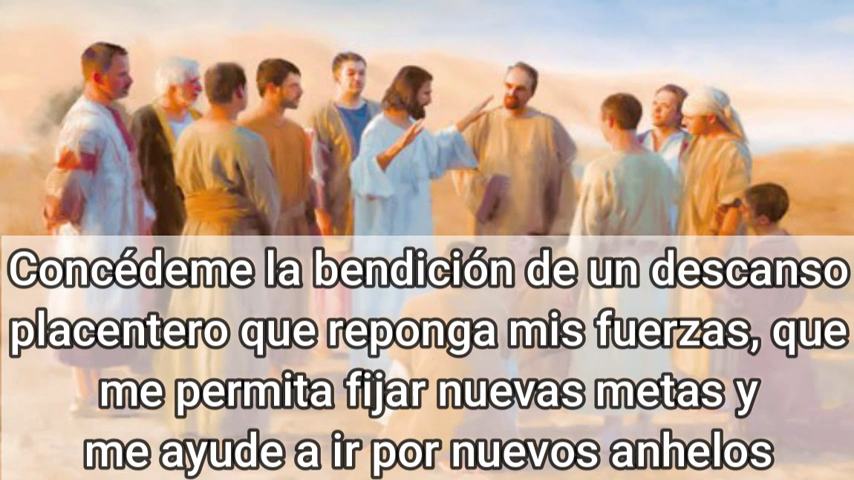 Concédeme la bendición de un descanso
placentero que reponga mis fuerzas, que
me permita fijar nuevas metas y
me ayude a ir por nuevos anhelos